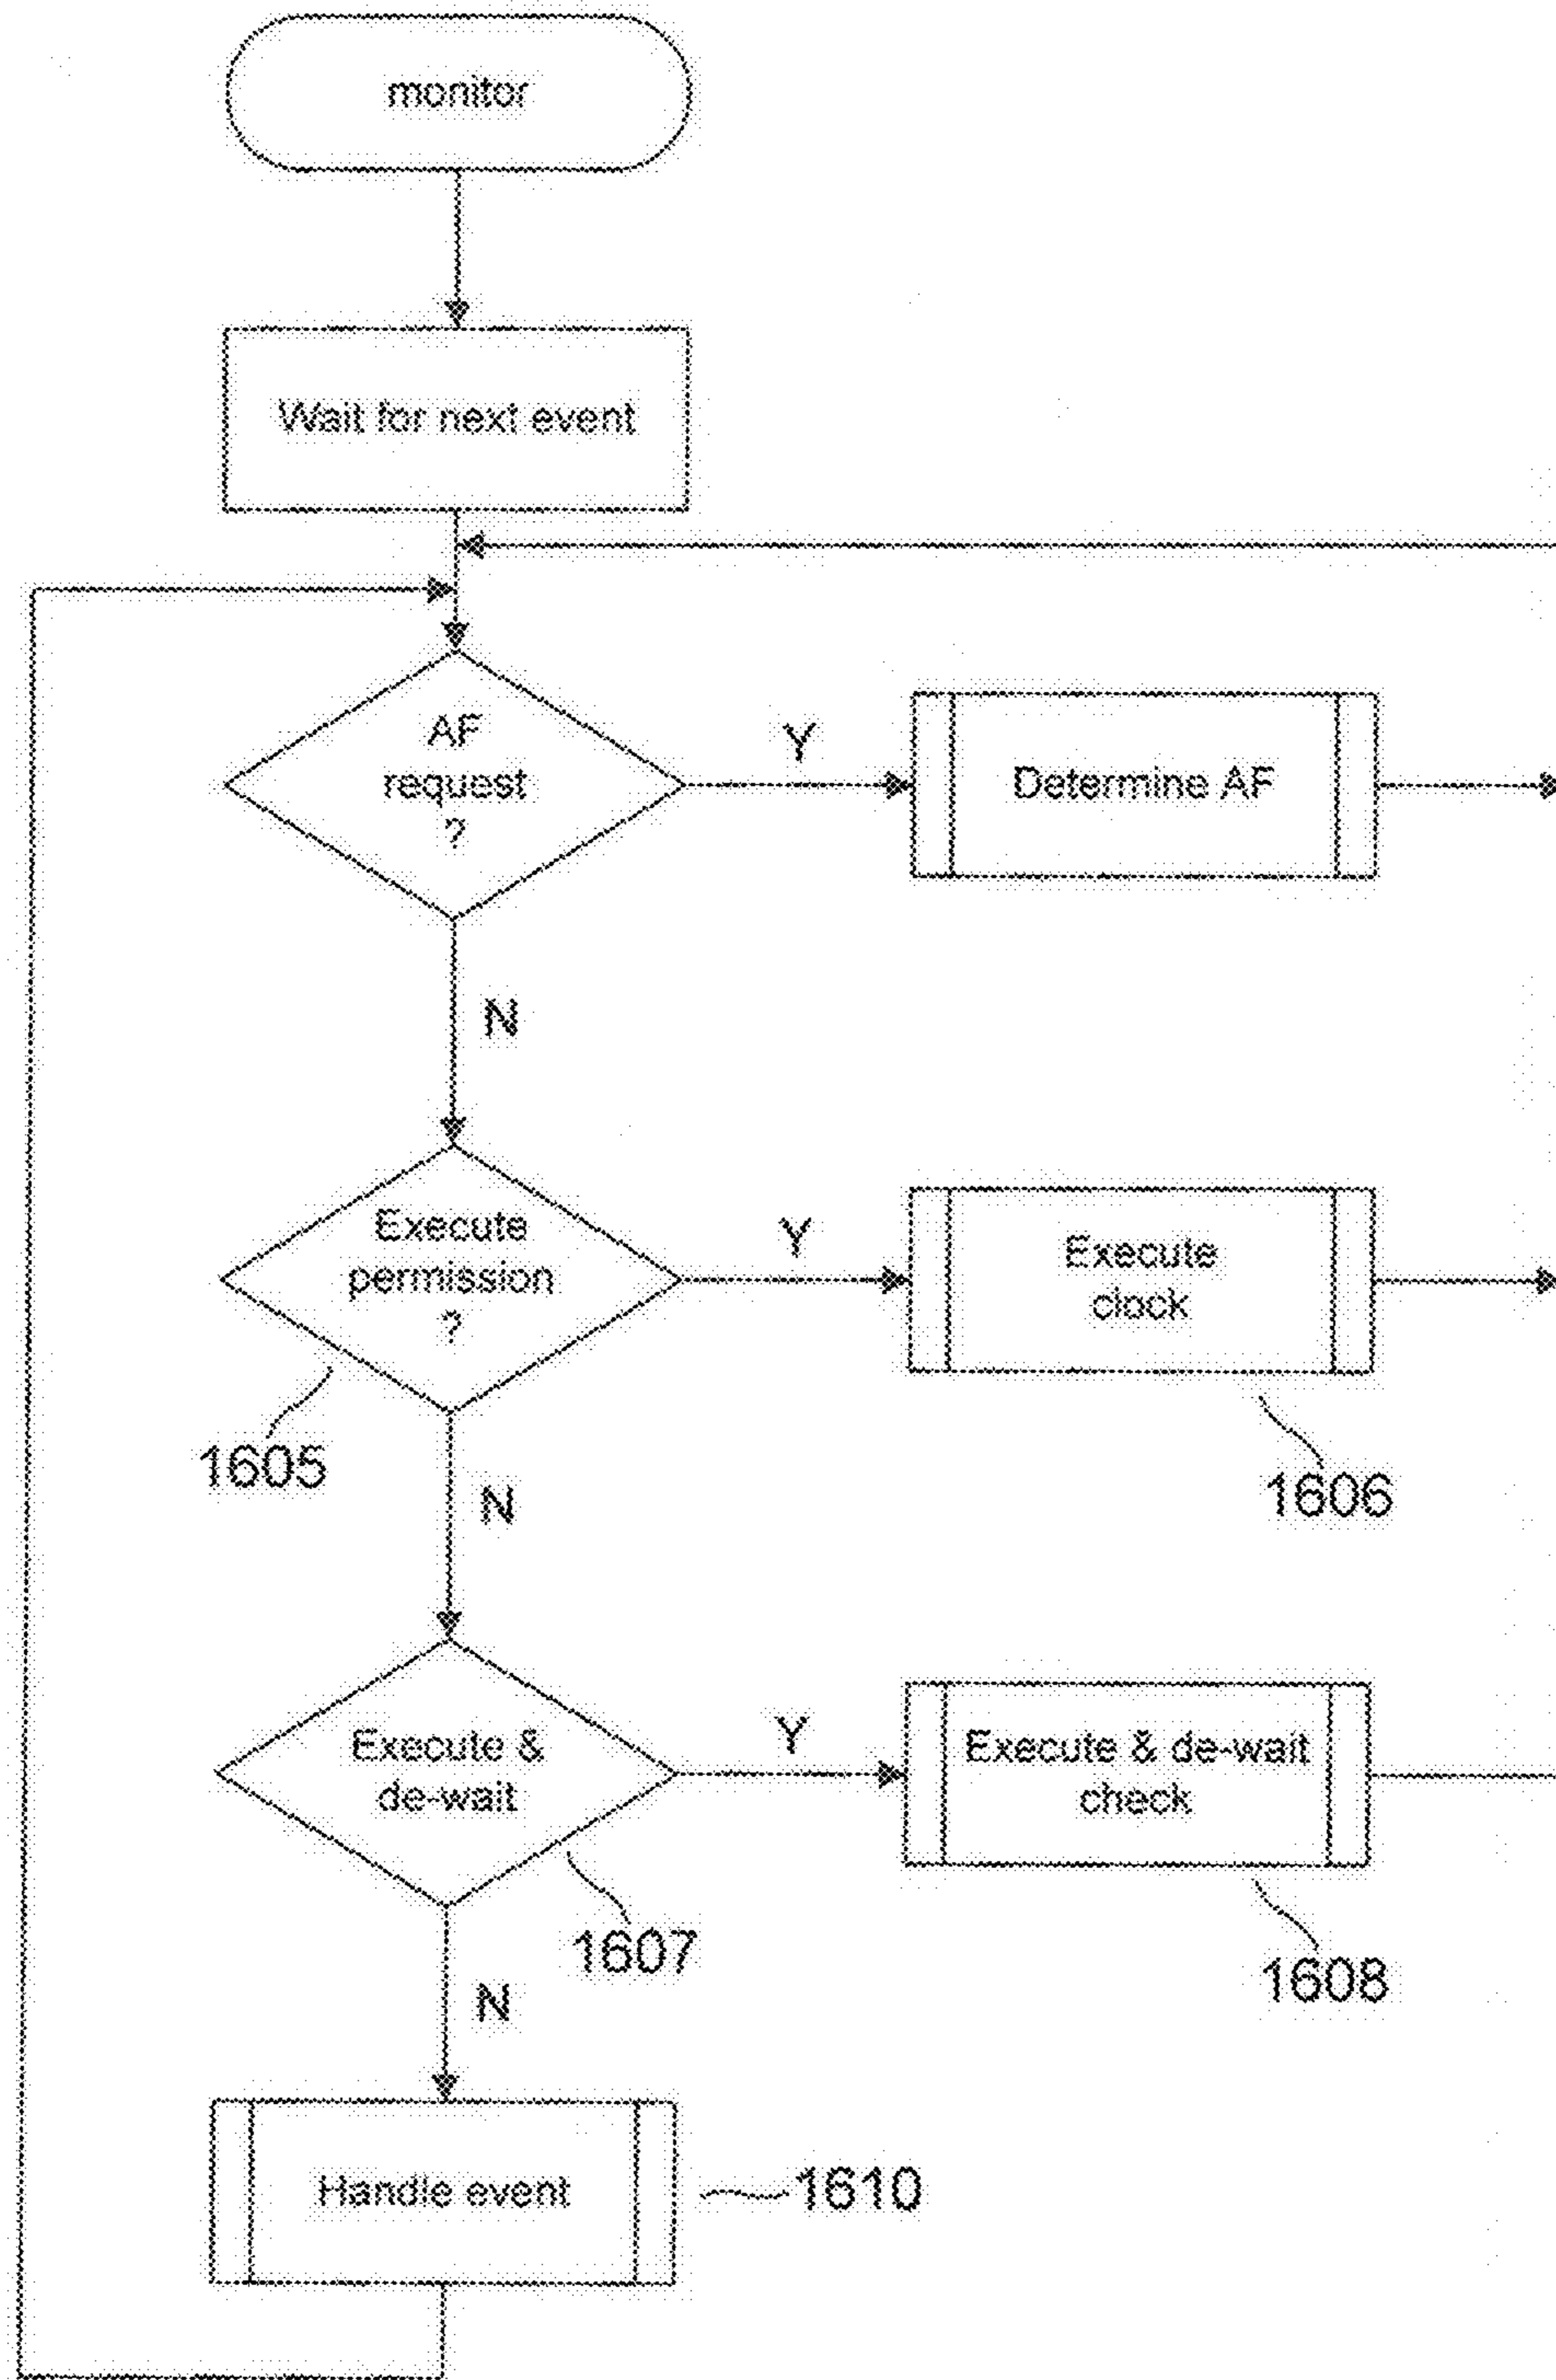 monitor
Wait for next event
AF
request
?
Y
Determine AF
N
Execute
permission
?
Y
Execute
clock
1605
1606
N
Execute &
de-wait
Y
Execute & de-wait
check
1607
1608
N
Handle event
1610